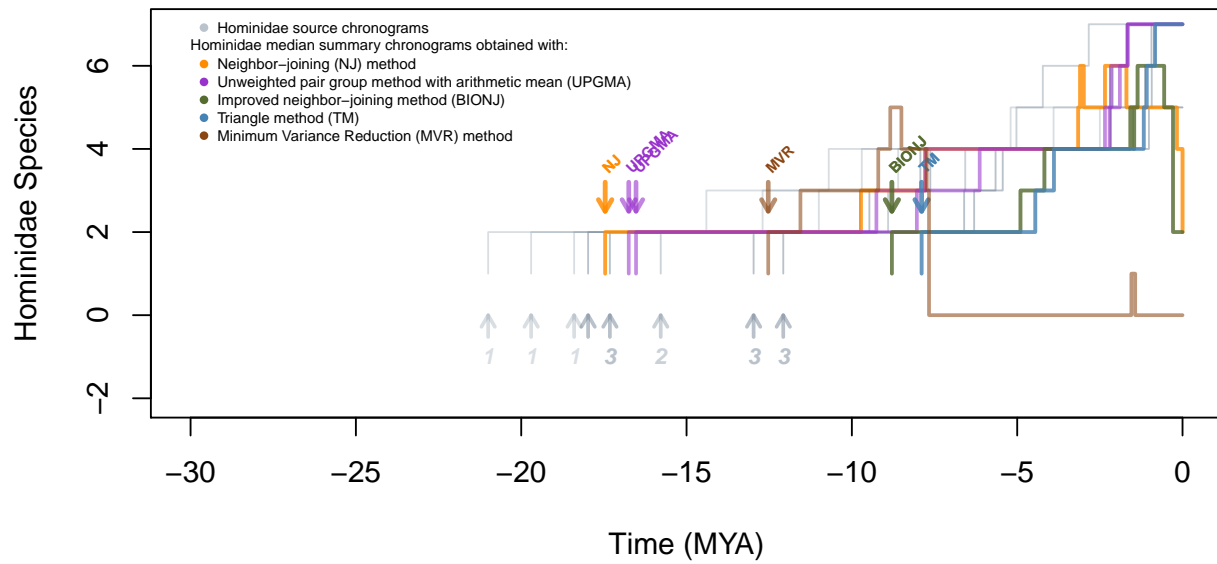 Hominidae source chronograms
Hominidae median summary chronograms obtained with:
Neighbor−joining (NJ) method
Unweighted pair group method with arithmetic mean (UPGMA)
Improved neighbor−joining method (BIONJ)
Triangle method (TM)
Minimum Variance Reduction (MVR) method
NJ
UPGMA
UPGMA
MVR
BIONJ
TM
1 1 1 3 2 3 3
Hominidae Species
6
4
2
0
−2
−30 −25 −20 −15 −10 −5 0
Time (MYA)